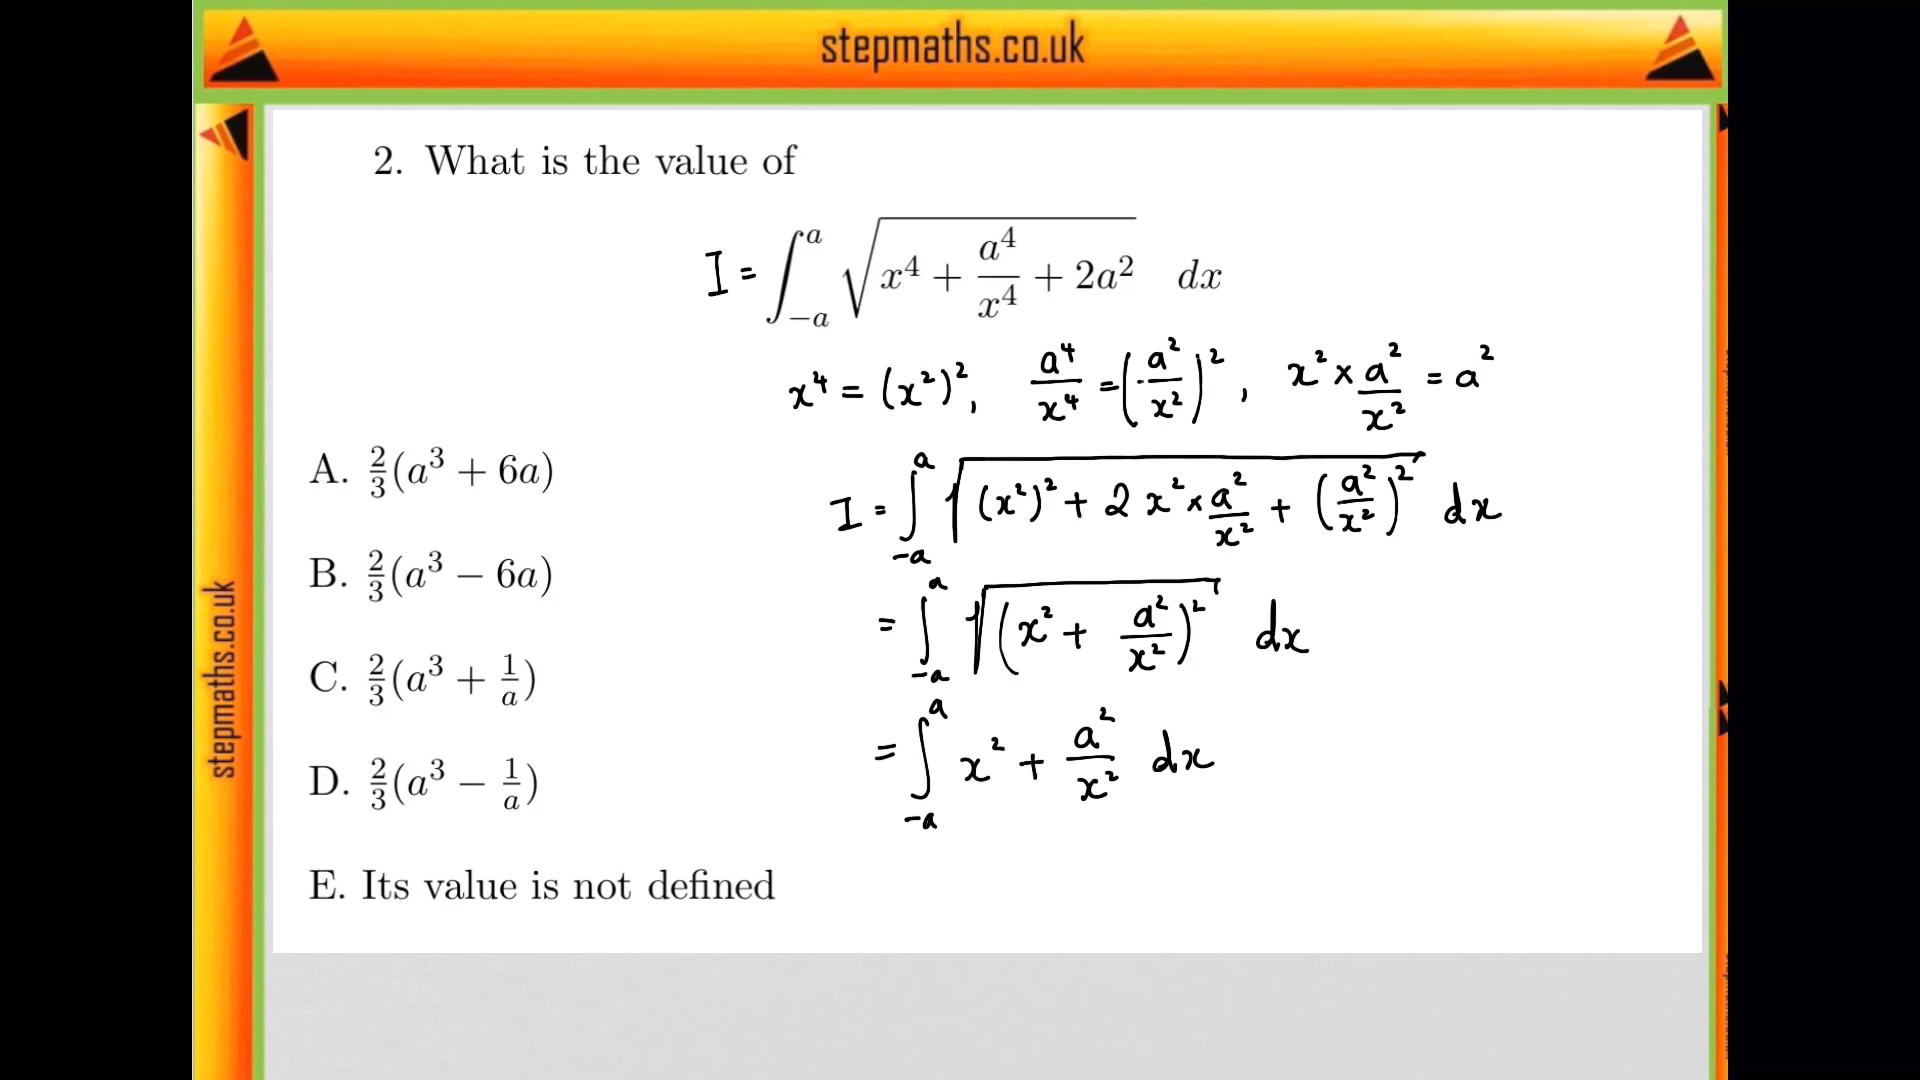 stepmaths.co.uk
2. What is the value of
I = ∫_{-a}^{a} √(x⁴ + a⁴/x⁴ + 2a²) dx
x⁴ = (x²)², a⁴/x⁴ = (a²/x²)², x² × a²/x² = a²
A. 2/3(a³ + 6a)
I = ∫_{-a}^{a} √((x²)² + 2 x² × a²/x² + (a²/x²)²) dx
B. 2/3(a³ − 6a)
= ∫_{-a}^{a} √((x² + a²/x²)²) dx
C. 2/3(a³ + 1/a)
= ∫_{-a}^{a} x² + a²/x² dx
D. 2/3(a³ − 1/a)
E. Its value is not defined
stepmaths.co.uk